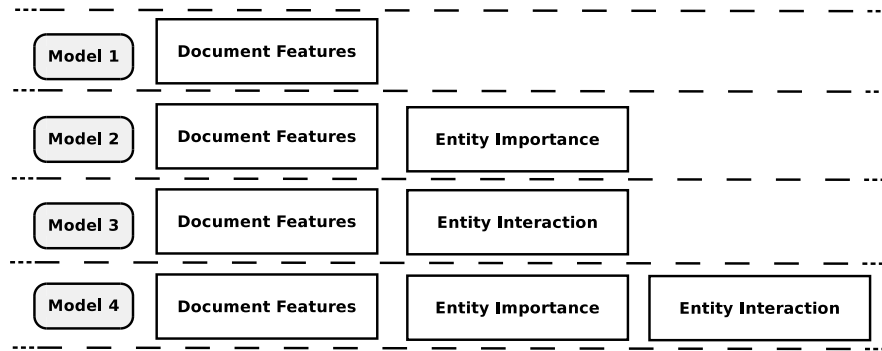 Model 1 Document Features
Model 2 Document Features Entity Importance
Model 3 Document Features Entity Interaction
Model 4 Document Features Entity Importance Entity Interaction